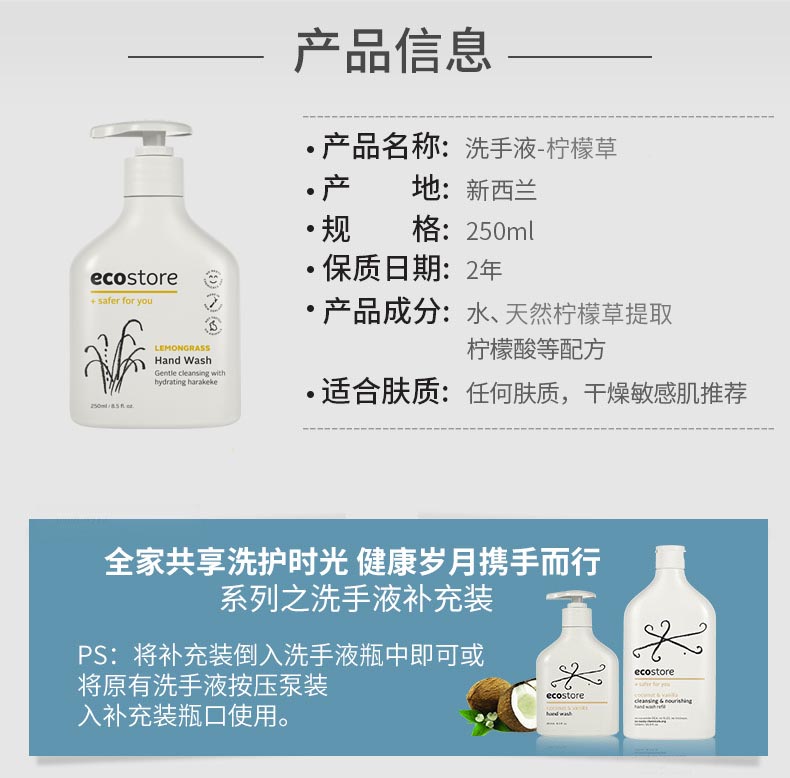 产品信息
产品名称: 洗手液-柠檬草
产 地: 新西兰
规 格: 250ml
保质日期: 2年
产品成分: 水、天然柠檬草提取
柠檬酸等配方
适合肤质: 任何肤质，干燥敏感肌推荐
ecostore
+ safer for you
LEMONGRASS
Hand Wash
Gentle cleansing with
hydrating harakeke
250ml / 8.5 fl. oz.
全家共享洗护时光 健康岁月携手而行
系列之洗手液补充装
PS：将补充装倒入洗手液瓶中即可或
将原有洗手液按压泵装
入补充装瓶口使用。
ecostore
coconut & vanilla
hand wash
ecostore
+ safer for you
coconut & vanilla
cleansing & nourishing
hand wash refill